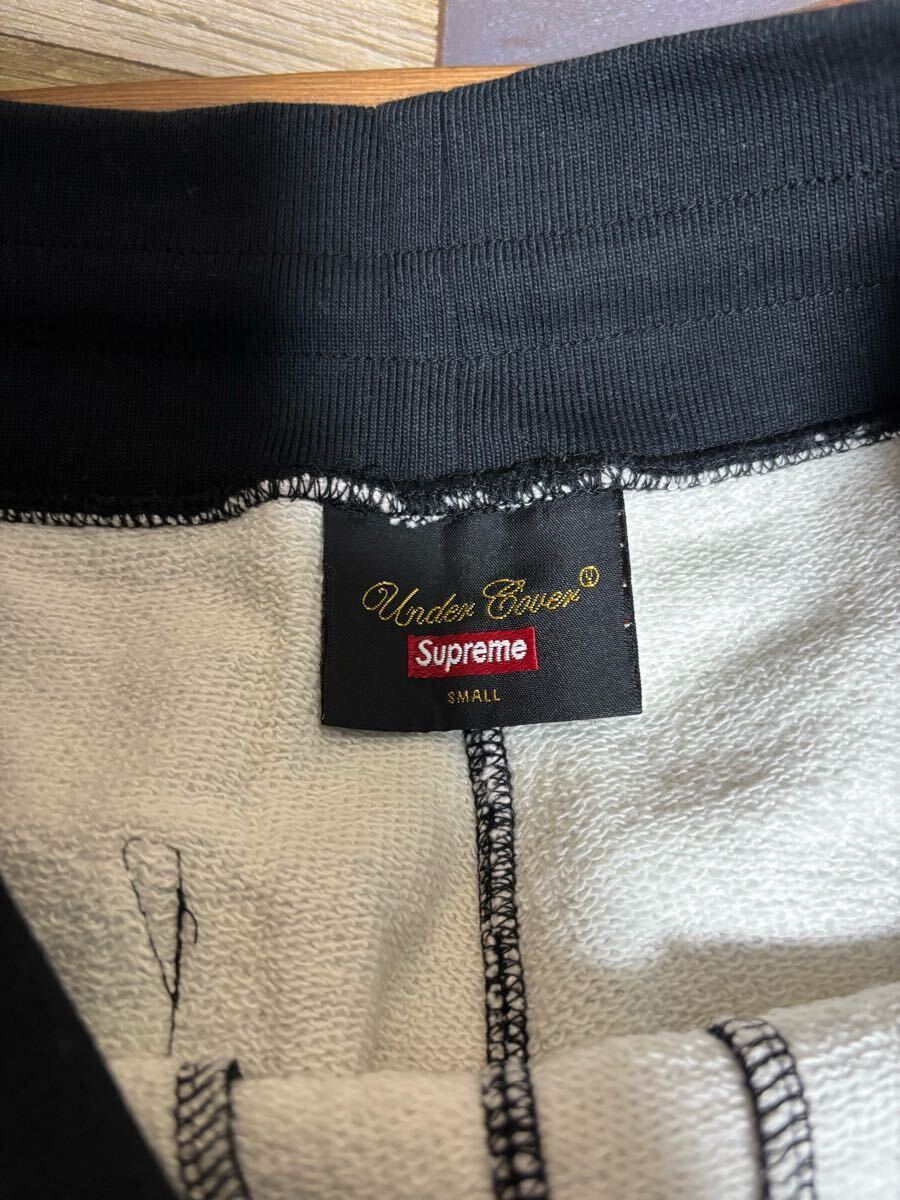 Under Cover Ⓤ
Supreme
SMALL